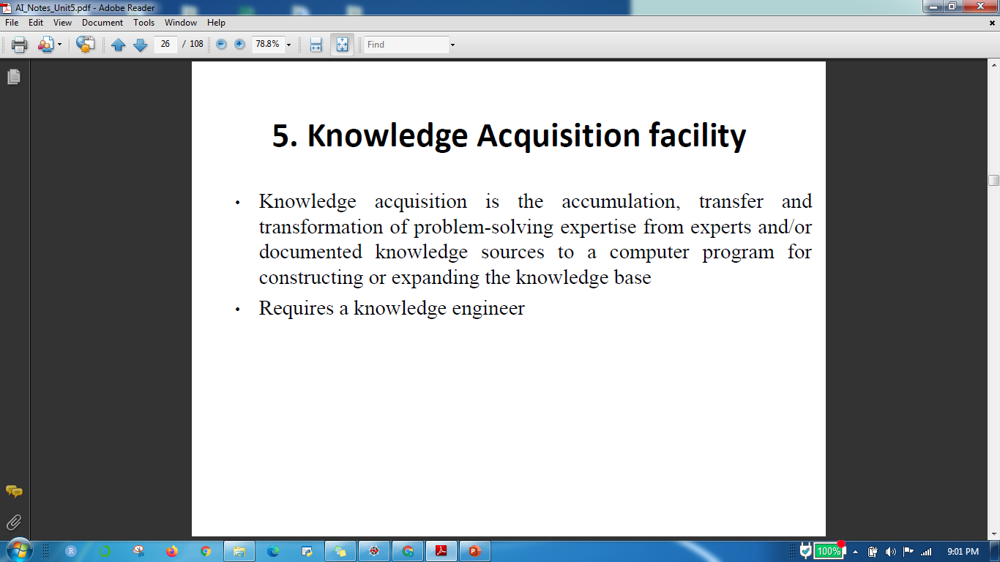 AI_Notes_Unit5.pdf - Adobe Reader
File Edit View Document Tools Window Help
26 / 108 78.8% Find
5. Knowledge Acquisition facility
• Knowledge acquisition is the accumulation, transfer and
transformation of problem-solving expertise from experts and/or
documented knowledge sources to a computer program for
constructing or expanding the knowledge base
• Requires a knowledge engineer
R P 100% 9:01 PM